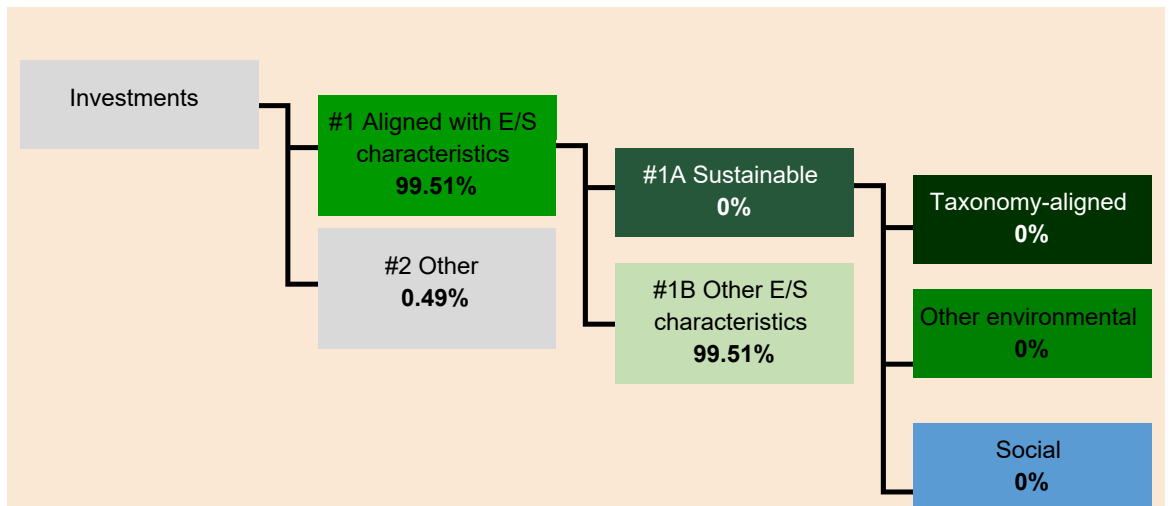 Investments
#1 Aligned with E/S
characteristics
99.51%
#2 Other
0.49%
#1A Sustainable
0%
#1B Other E/S
characteristics
99.51%
Taxonomy-aligned
0%
Other environmental
0%
Social
0%